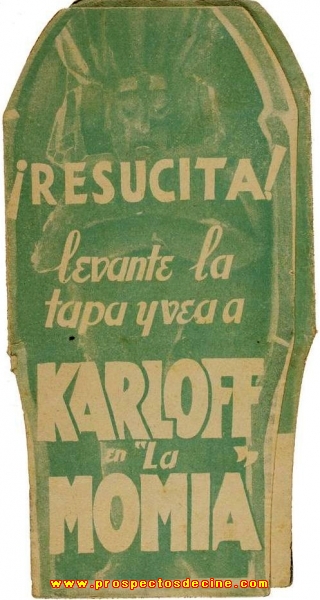 ¡RESUCITA!
levante la
tapa y vea a
KARLOFF
en "La
MOMIA"
www.prospectosdecine.com